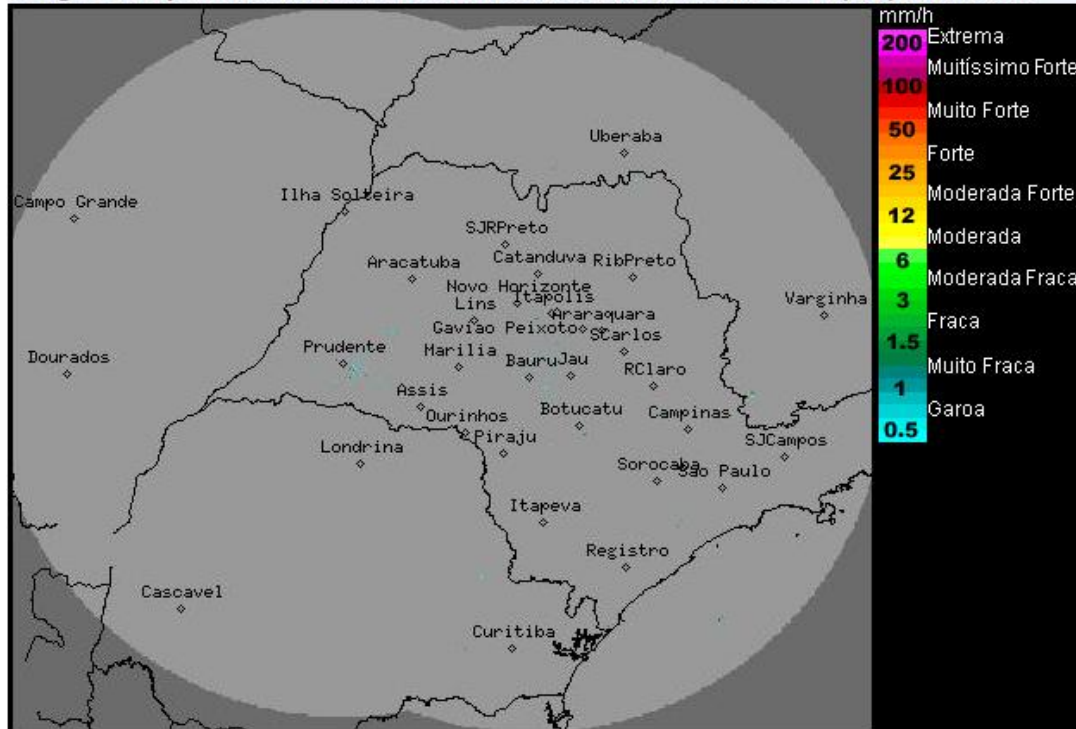 mm/h
200 Extrema
Muitíssimo Forte
100
Muito Forte
50
Forte
25
Moderada Forte
12
Moderada
6
Moderada Fraca
3
Fraca
1.5
Muito Fraca
1
Garoa
0.5
Uberaba
Campo Grande
Ilha Solteira
SJRPreto
Catanduva
RibPreto
Aracatuba
Novo Horizonte
Itapolis
Lins
Araraquara
Varginha
Gaviao Peixoto
SCarlos
Dourados
Prudente
Marilia
Bauru
Jau
RClaro
Assis
Ourinhos
Botucatu
Campinas
Piraju
Londrina
SJCampos
Sorocaba
Sao Paulo
Itapeva
Registro
Cascavel
Curitiba